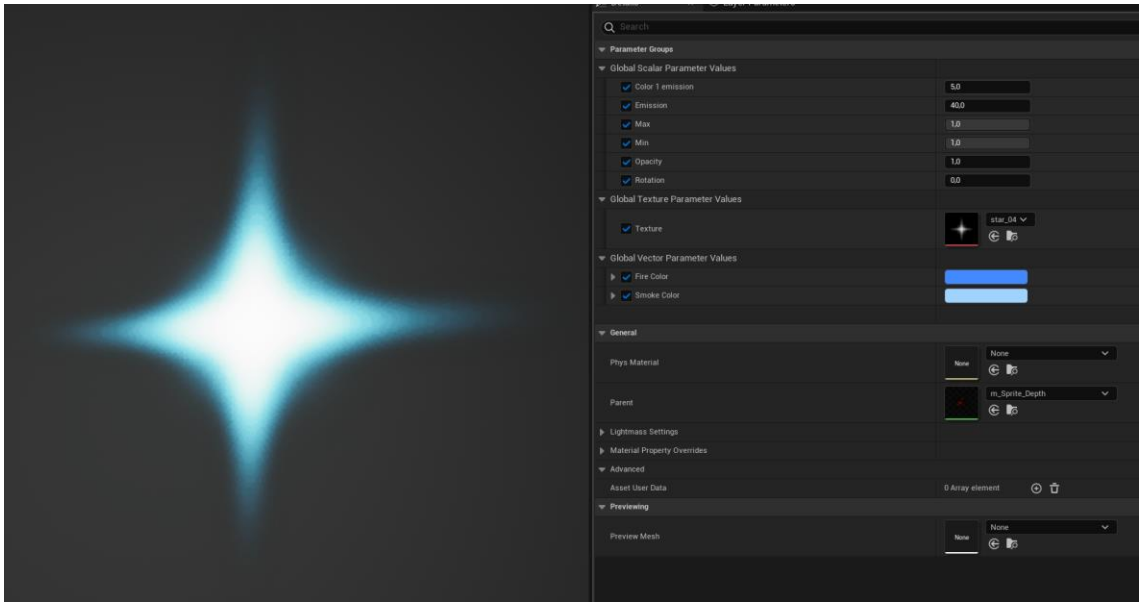 Search
Parameter Groups
Global Scalar Parameter Values
Color 1 emission 5,0
Emission 40,0
Max 1,0
Min 1,0
Opacity 1,0
Rotation 0,0
Global Texture Parameter Values
Texture star_04
Global Vector Parameter Values
Fire Color
Smoke Color
General
Phys Material None None
Parent m_Sprite_Depth
Lightmass Settings
Material Property Overrides
Advanced
Asset User Data 0 Array element
Previewing
Preview Mesh None None